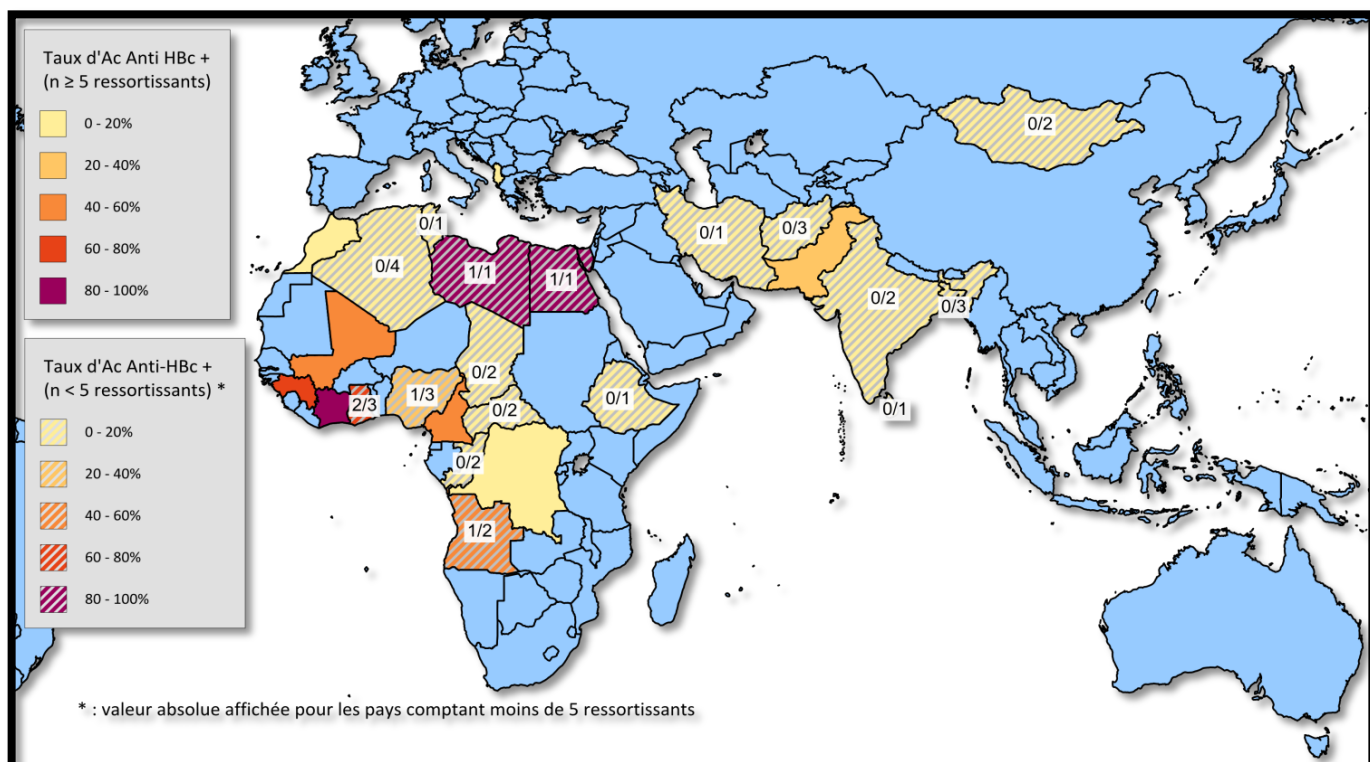 Taux d'Ac Anti HBc +
(n ≥ 5 ressortissants)
0 - 20%
20 - 40%
40 - 60%
60 - 80%
80 - 100%
Taux d'Ac Anti-HBc +
(n < 5 ressortissants) *
0 - 20%
20 - 40%
40 - 60%
60 - 80%
80 - 100%
0/2
0/1
0/4
1/1
1/1
0/1
0/3
0/2
0/3
0/1
2/3
1/3
0/2
0/2
0/1
0/2
1/2
* : valeur absolue affichée pour les pays comptant moins de 5 ressortissants